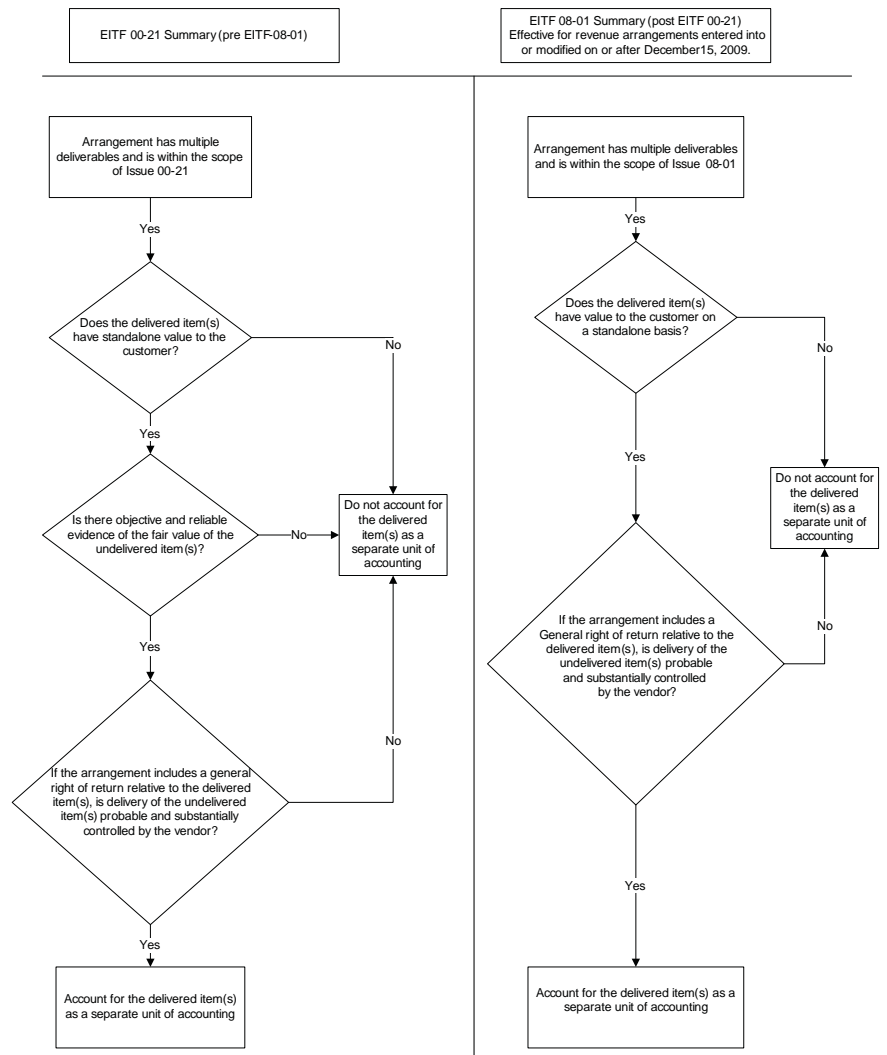 EITF 00-21 Summary (pre EITF-08-01)
EITF 08-01 Summary (post EITF 00-21)
Effective for revenue arrangements entered into
or modified on or after December15, 2009.
Arrangement has multiple
deliverables and is within the scope
of Issue 00-21
Yes
Does the delivered item(s)
have standalone value to the
customer?
No
Yes
Is there objective and reliable
evidence of the fair value of the
undelivered item(s)?
No
Do not account for
the delivered
item(s) as a
separate unit of
accounting
Yes
No
If the arrangement includes a general
right of return relative to the delivered
item(s), is delivery of the undelivered
item(s) probable and substantially
controlled by the vendor?
Yes
Account for the delivered item(s)
as a separate unit of accounting
Arrangement has multiple deliverables
and is within the scope of Issue 08-01
Yes
Does the delivered item(s)
have value to the customer on
a standalone basis?
No
Yes
Do not account for
the delivered
item(s) as a
separate unit of
accounting
If the arrangement includes a
General right of return relative to the
delivered item(s), is delivery of the
undelivered item(s) probable
and substantially controlled
by the vendor?
No
Yes
Account for the delivered item(s) as a
separate unit of accounting